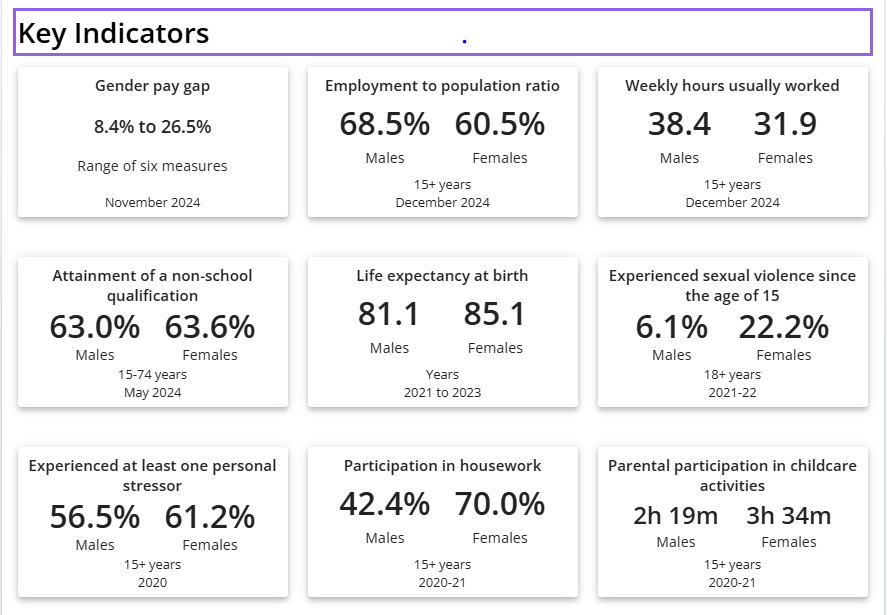 Key Indicators
Gender pay gap
8.4% to 26.5%
Range of six measures
November 2024
Employment to population ratio
68.5% 60.5%
Males Females
15+ years
December 2024
Weekly hours usually worked
38.4 31.9
Males Females
15+ years
December 2024
Attainment of a non-school
qualification
63.0% 63.6%
Males Females
15-74 years
May 2024
Life expectancy at birth
81.1 85.1
Males Females
Years
2021 to 2023
Experienced sexual violence since
the age of 15
6.1% 22.2%
Males Females
18+ years
2021-22
Experienced at least one personal
stressor
56.5% 61.2%
Males Females
15+ years
2020
Participation in housework
42.4% 70.0%
Males Females
15+ years
2020-21
Parental participation in childcare
activities
2h 19m 3h 34m
Males Females
15+ years
2020-21